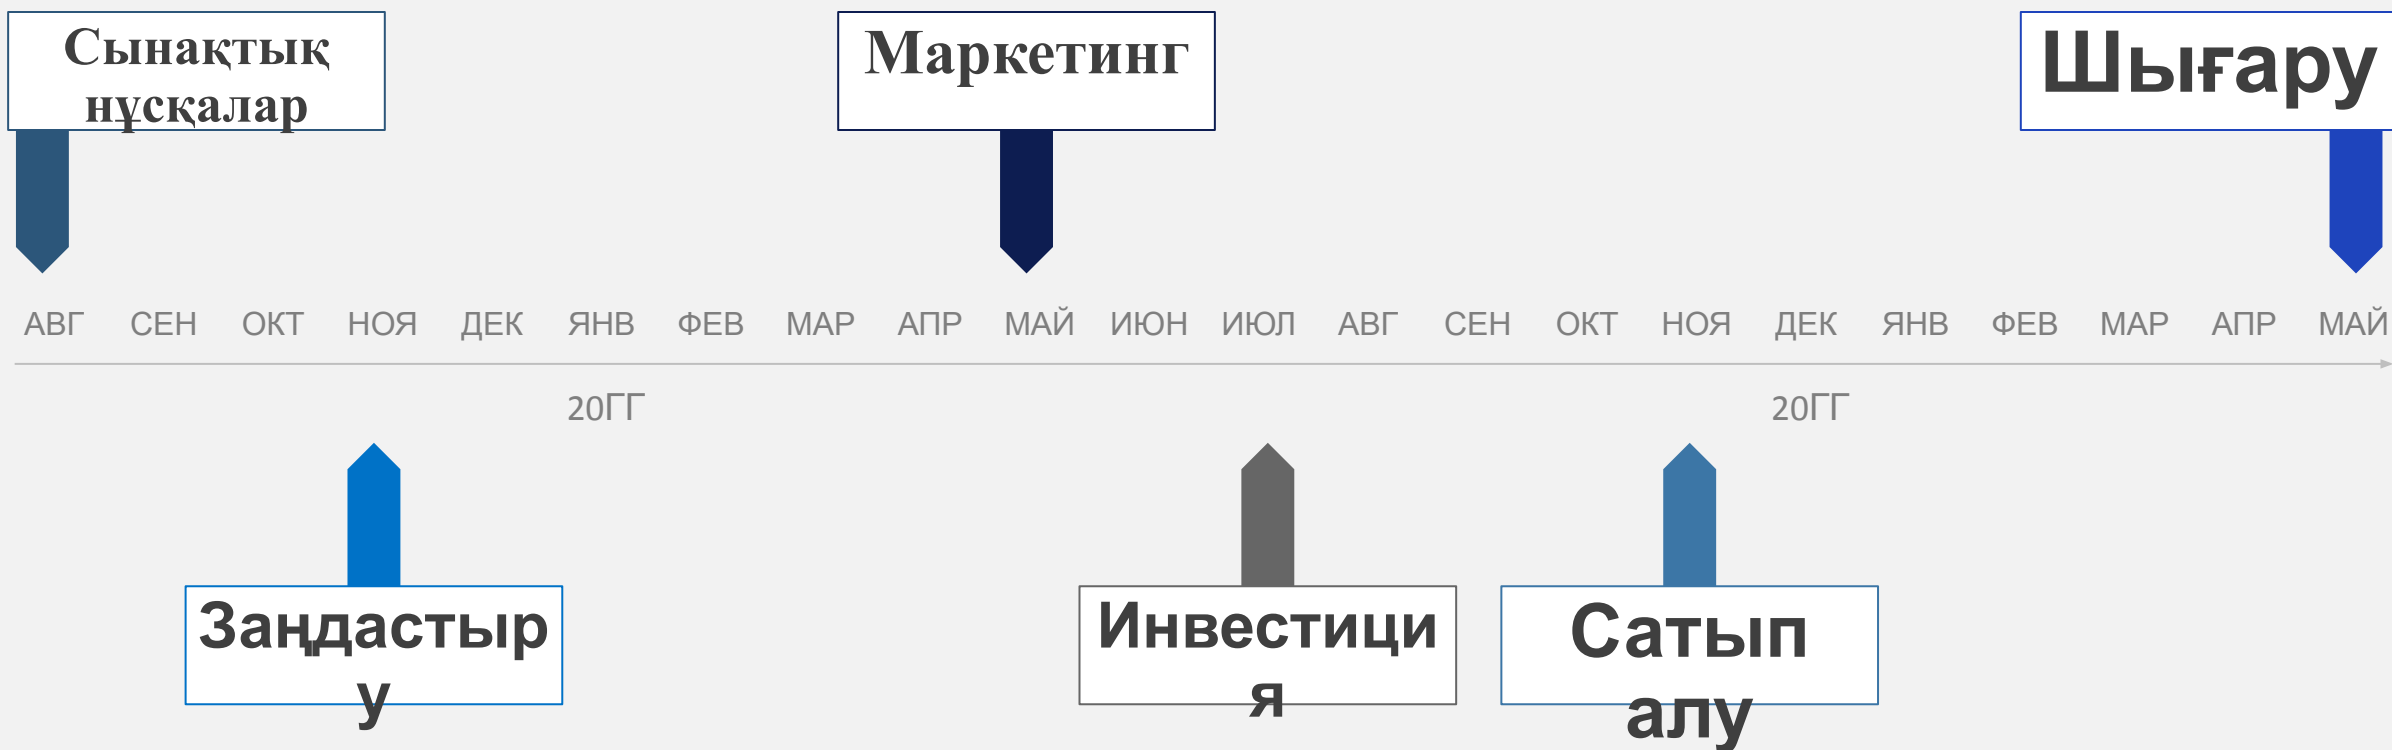 Сынақтық
нұсқалар
Маркетинг
Шығару
АВГ СЕН ОКТ НОЯ ДЕК ЯНВ ФЕВ МАР АПР МАЙ ИЮН ИЮЛ АВГ СЕН ОКТ НОЯ ДЕК ЯНВ ФЕВ МАР АПР МАЙ
20ГГ 20ГГ
Заңдастыр
у
Инвестици
я
Сатып
алу